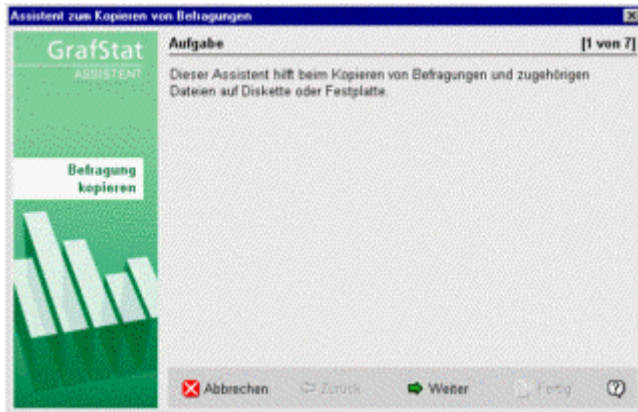 Assistent zum Kopieren von Befragungen
GrafStat
ASSISTENT
Befragung
kopieren
Aufgabe [1 von 7]
Dieser Assistent hilft beim Kopieren von Befragungen und zugehörigen
Dateien auf Diskette oder Festplatte.
Abbrechen Zurück Weiter Fertig